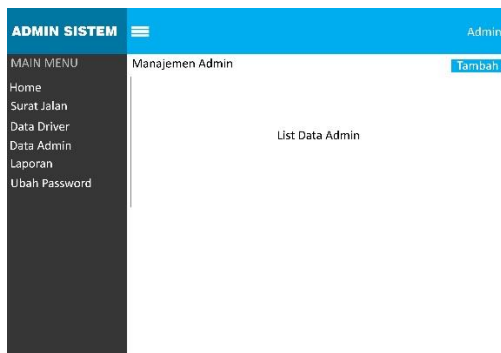 ADMIN SISTEM
Admin
MAIN MENU
Manajemen Admin
Tambah
Home
Surat Jalan
Data Driver
Data Admin
Laporan
Ubah Password
List Data Admin